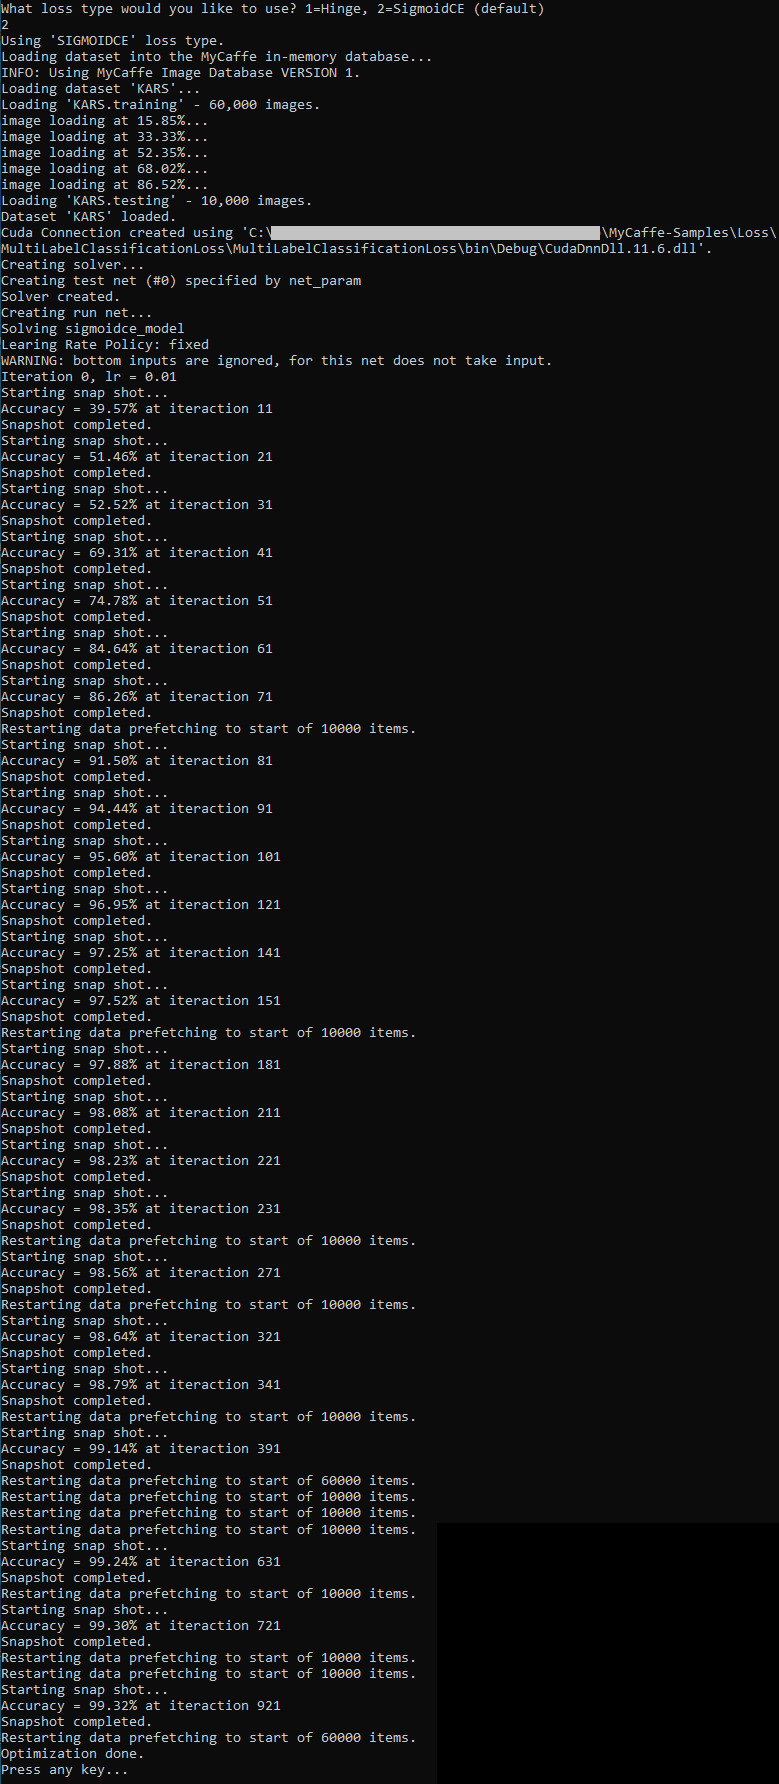 What loss type would you like to use? 1=Hinge, 2=SigmoidCE (default)
2
Using 'SIGMOIDCE' loss type.
Loading dataset into the MyCaffe in-memory database...
INFO: Using MyCaffe Image Database VERSION 1.
Loading dataset 'KARS'...
Loading 'KARS.training' - 60,000 images.
image loading at 15.85%...
image loading at 33.33%...
image loading at 52.35%...
image loading at 68.02%...
image loading at 86.52%...
Loading 'KARS.testing' - 10,000 images.
Dataset 'KARS' loaded.
Cuda Connection created using 'C:\ \MyCaffe-Samples\Loss\
MultiLabelClassificationLoss\MultiLabelClassificationLoss\bin\Debug\CudaDnnDll.11.6.dll'.
Creating solver...
Creating test net (#0) specified by net_param
Solver created.
Creating run net...
Solving sigmoidce_model
Learing Rate Policy: fixed
WARNING: bottom inputs are ignored, for this net does not take input.
Iteration 0, lr = 0.01
Starting snap shot...
Accuracy = 39.57% at iteraction 11
Snapshot completed.
Starting snap shot...
Accuracy = 51.46% at iteraction 21
Snapshot completed.
Starting snap shot...
Accuracy = 52.52% at iteraction 31
Snapshot completed.
Starting snap shot...
Accuracy = 69.31% at iteraction 41
Snapshot completed.
Starting snap shot...
Accuracy = 74.78% at iteraction 51
Snapshot completed.
Starting snap shot...
Accuracy = 84.64% at iteraction 61
Snapshot completed.
Starting snap shot...
Accuracy = 86.26% at iteraction 71
Snapshot completed.
Restarting data prefetching to start of 10000 items.
Starting snap shot...
Accuracy = 91.50% at iteraction 81
Snapshot completed.
Starting snap shot...
Accuracy = 94.44% at iteraction 91
Snapshot completed.
Starting snap shot...
Accuracy = 95.60% at iteraction 101
Snapshot completed.
Starting snap shot...
Accuracy = 96.95% at iteraction 121
Snapshot completed.
Starting snap shot...
Accuracy = 97.25% at iteraction 141
Snapshot completed.
Starting snap shot...
Accuracy = 97.52% at iteraction 151
Snapshot completed.
Restarting data prefetching to start of 10000 items.
Starting snap shot...
Accuracy = 97.88% at iteraction 181
Snapshot completed.
Starting snap shot...
Accuracy = 98.08% at iteraction 211
Snapshot completed.
Starting snap shot...
Accuracy = 98.23% at iteraction 221
Snapshot completed.
Starting snap shot...
Accuracy = 98.35% at iteraction 231
Snapshot completed.
Restarting data prefetching to start of 10000 items.
Starting snap shot...
Accuracy = 98.56% at iteraction 271
Snapshot completed.
Restarting data prefetching to start of 10000 items.
Starting snap shot...
Accuracy = 98.64% at iteraction 321
Snapshot completed.
Starting snap shot...
Accuracy = 98.79% at iteraction 341
Snapshot completed.
Restarting data prefetching to start of 10000 items.
Starting snap shot...
Accuracy = 99.14% at iteraction 391
Snapshot completed.
Restarting data prefetching to start of 60000 items.
Restarting data prefetching to start of 10000 items.
Restarting data prefetching to start of 10000 items.
Restarting data prefetching to start of 10000 items.
Starting snap shot...
Accuracy = 99.24% at iteraction 631
Snapshot completed.
Restarting data prefetching to start of 10000 items.
Starting snap shot...
Accuracy = 99.30% at iteraction 721
Snapshot completed.
Restarting data prefetching to start of 10000 items.
Restarting data prefetching to start of 10000 items.
Starting snap shot...
Accuracy = 99.32% at iteraction 921
Snapshot completed.
Restarting data prefetching to start of 60000 items.
Optimization done.
Press any key...